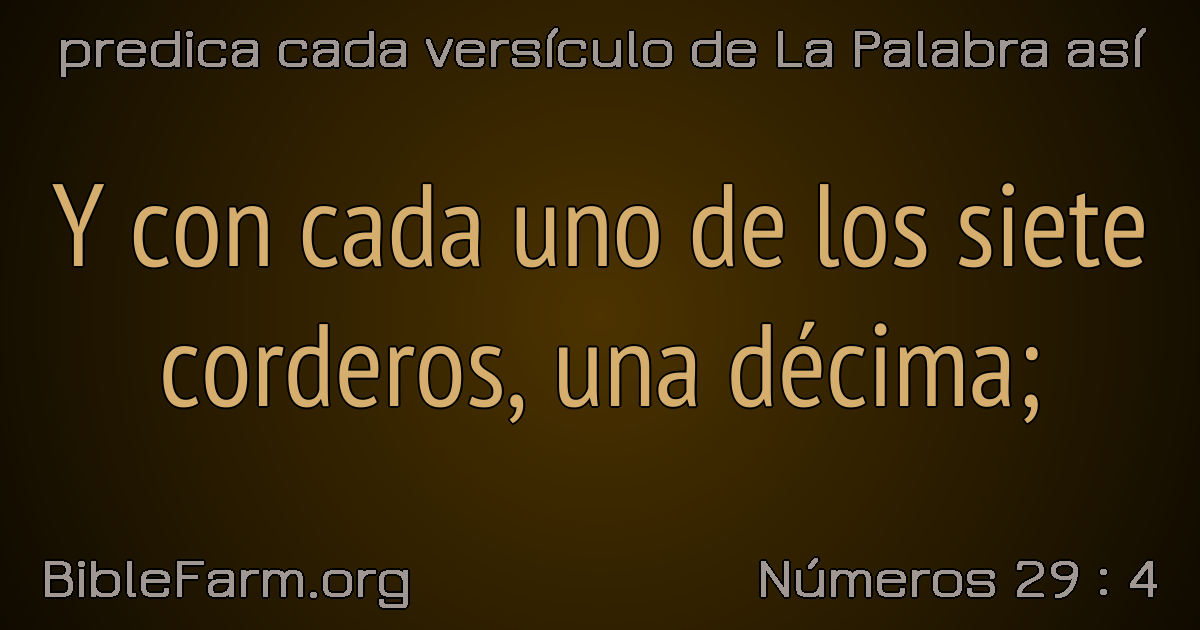 predica cada versículo de La Palabra así
Y con cada uno de los siete
corderos, una décima;
BibleFarm.org
Números 29 : 4